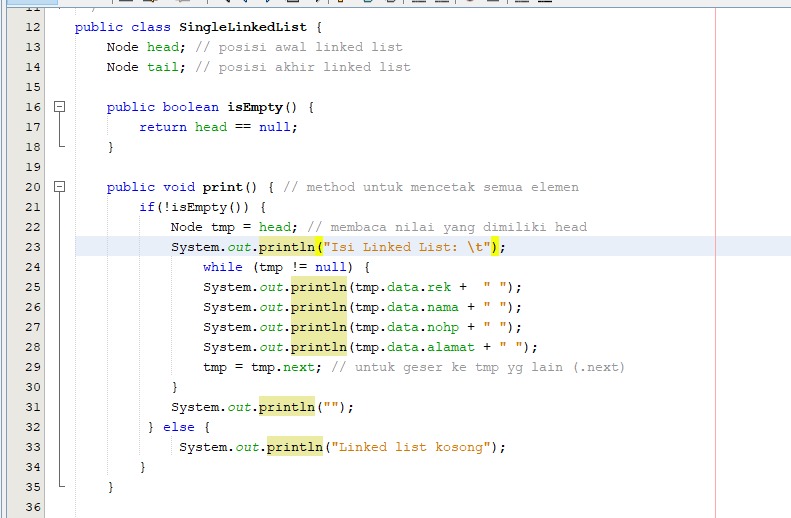 11
12 public class SingleLinkedList {
13     Node head; // posisi awal linked list
14     Node tail; // posisi akhir linked list
15
16     public boolean isEmpty() {
17         return head == null;
18     }
19
20     public void print() { // method untuk mencetak semua elemen
21         if(!isEmpty()) {
22             Node tmp = head; // membaca nilai yang dimiliki head
23             System.out.println("Isi Linked List: \t");
24                 while (tmp != null) {
25                 System.out.println(tmp.data.rek +  " ");
26                 System.out.println(tmp.data.nama + " ");
27                 System.out.println(tmp.data.nohp + " ");
28                 System.out.println(tmp.data.alamat + " ");
29                 tmp = tmp.next; // untuk geser ke tmp yg lain (.next)
30             }
31             System.out.println("");
32          } else {
33              System.out.println("Linked list kosong");
34         }
35     }
36